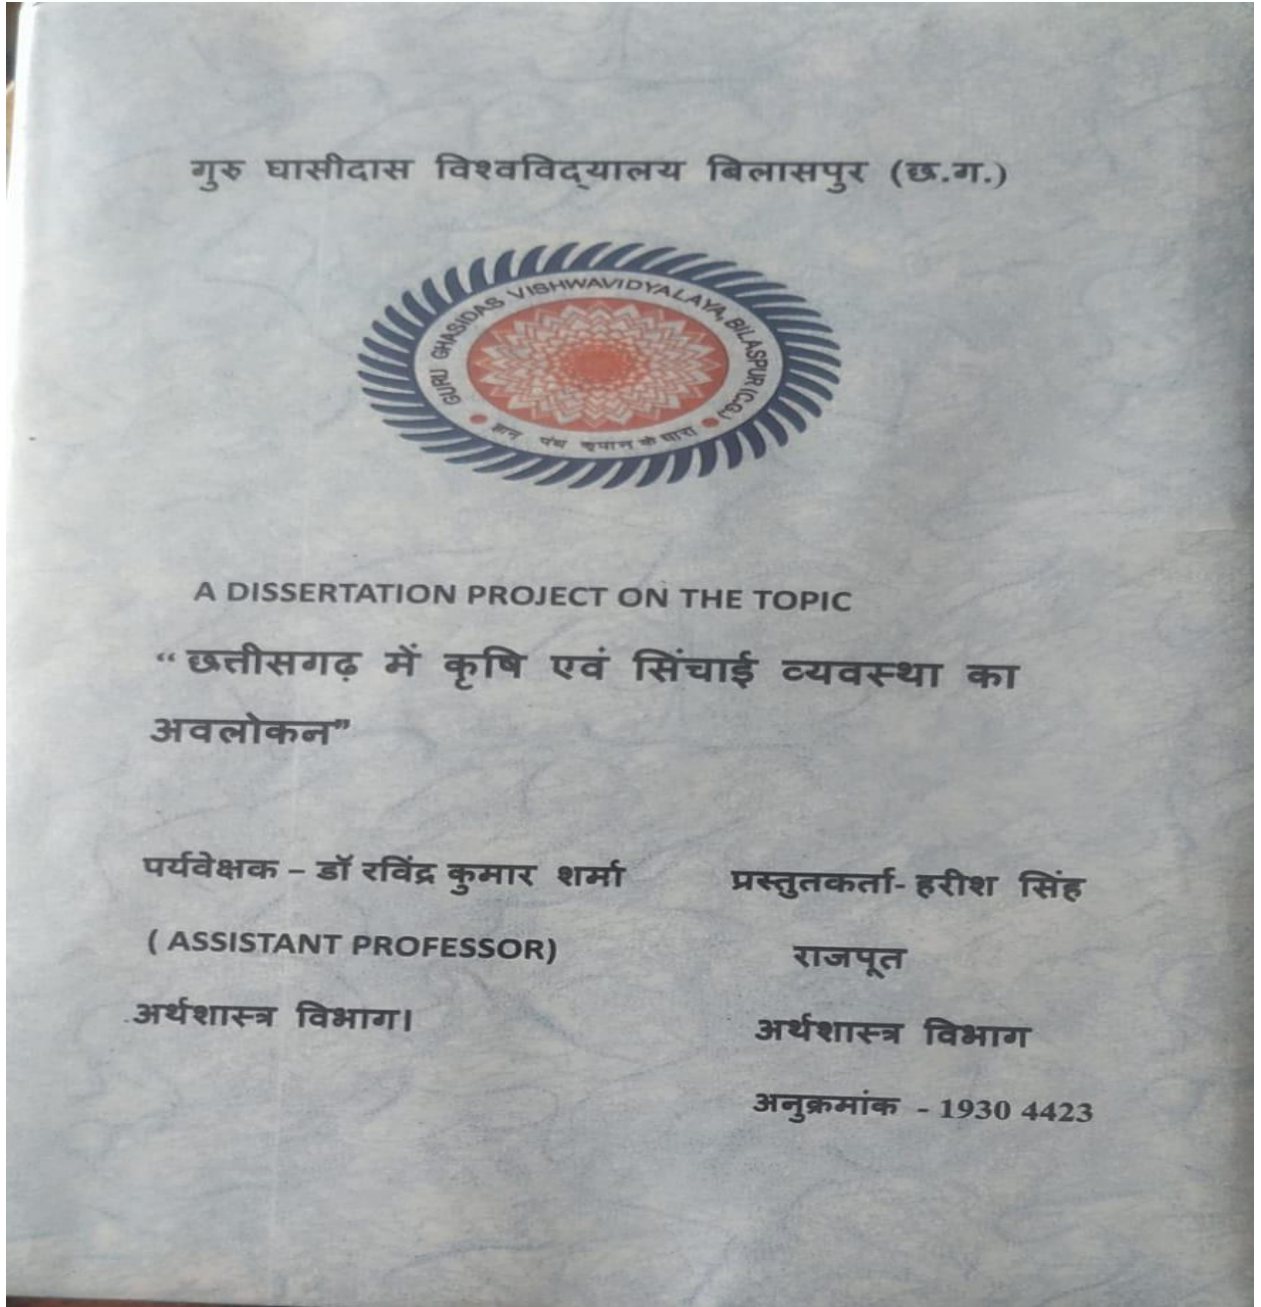 गुरु घासीदास विश्वविद्यालय बिलासपुर (छ.ग.)
GURU GHASIDAS VISHWAVIDYALAYA, BILASPUR (C.G.)
A DISSERTATION PROJECT ON THE TOPIC
“ छत्तीसगढ़ में कृषि एवं सिंचाई व्यवस्था का
अवलोकन”
पर्यवेक्षक – डॉ रविंद्र कुमार शर्मा
( ASSISTANT PROFESSOR)
अर्थशास्त्र विभाग।
प्रस्तुतकर्ता- हरीश सिंह
राजपूत
अर्थशास्त्र विभाग
अनुक्रमांक - 1930 4423